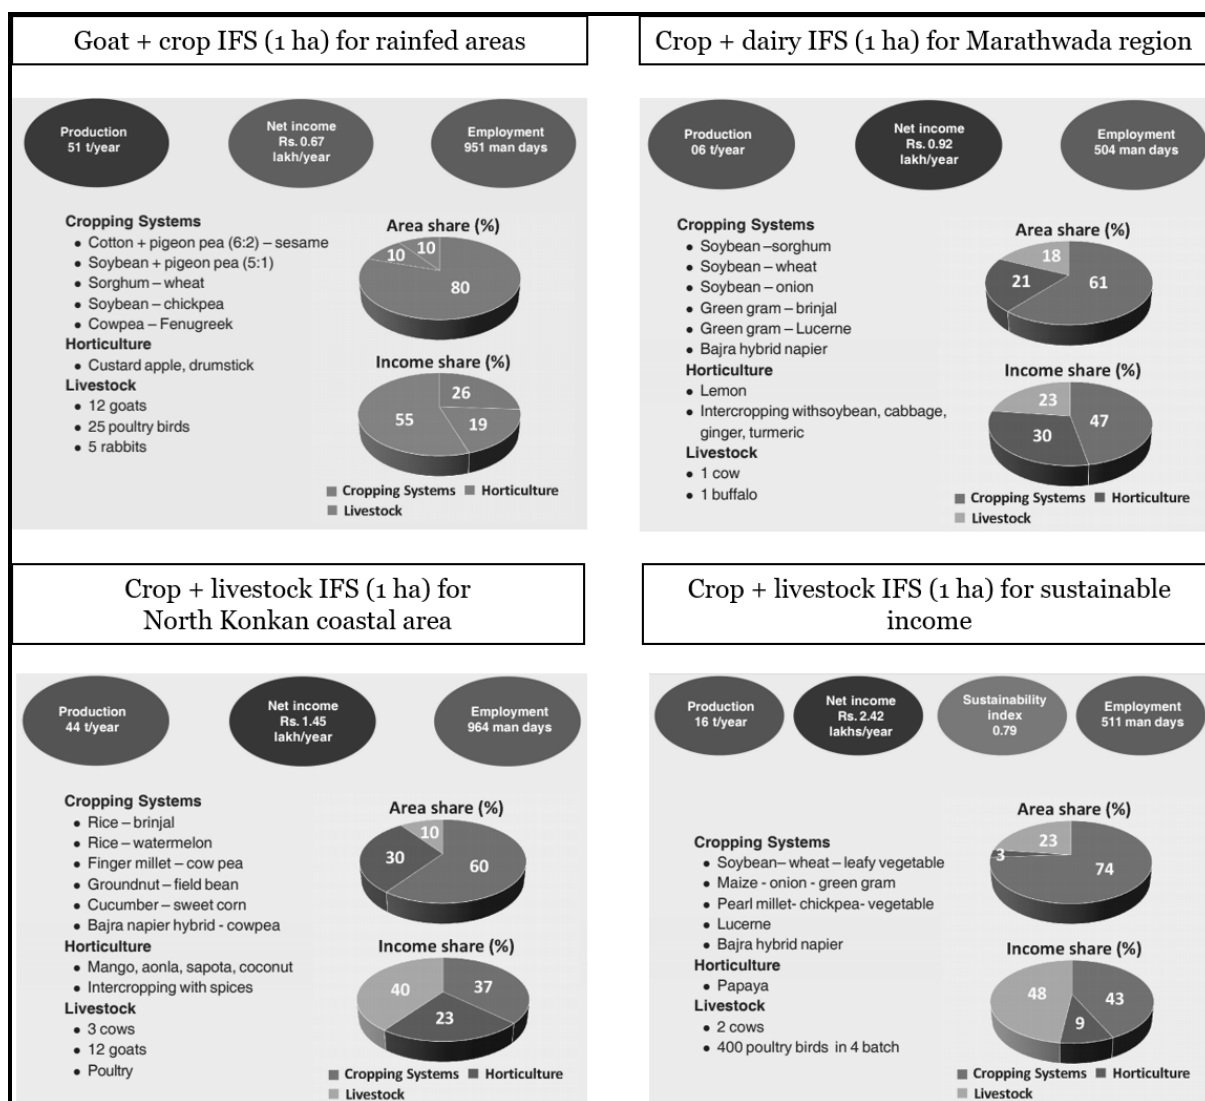 Goat + crop IFS (1 ha) for rainfed areas
Production
51 t/year
Net income
Rs. 0.67
lakh/year
Employment
951 man days
Cropping Systems
• Cotton + pigeon pea (6:2) – sesame
• Soybean + pigeon pea (5:1)
• Sorghum – wheat
• Soybean – chickpea
• Cowpea – Fenugreek
Horticulture
• Custard apple, drumstick
Livestock
• 12 goats
• 25 poultry birds
• 5 rabbits
Area share (%)
10
10
80
Income share (%)
26
55
19
Cropping Systems
Horticulture
Livestock
Crop + dairy IFS (1 ha) for Marathwada region
Production
06 t/year
Net income
Rs. 0.92
lakh/year
Employment
504 man days
Cropping Systems
• Soybean –sorghum
• Soybean – wheat
• Soybean – onion
• Green gram – brinjal
• Green gram – Lucerne
• Bajra hybrid napier
Horticulture
• Lemon
• Intercropping withsoybean, cabbage,
ginger, turmeric
Livestock
• 1 cow
• 1 buffalo
Area share (%)
18
21
61
Income share (%)
23
30
47
Cropping Systems
Horticulture
Livestock
Crop + livestock IFS (1 ha) for
North Konkan coastal area
Production
44 t/year
Net income
Rs. 1.45
lakh/year
Employment
964 man days
Cropping Systems
• Rice – brinjal
• Rice – watermelon
• Finger millet – cow pea
• Groundnut – field bean
• Cucumber – sweet corn
• Bajra napier hybrid - cowpea
Horticulture
• Mango, aonla, sapota, coconut
• Intercropping with spices
Livestock
• 3 cows
• 12 goats
• Poultry
Area share (%)
10
30
60
Income share (%)
40
37
23
Cropping Systems
Horticulture
Livestock
Crop + livestock IFS (1 ha) for sustainable
income
Production
16 t/year
Net income
Rs. 2.42
lakhs/year
Sustainability
index
0.79
Employment
511 man days
Cropping Systems
• Soybean– wheat – leafy vegetable
• Maize - onion - green gram
• Pearl millet- chickpea- vegetable
• Lucerne
• Bajra hybrid napier
Horticulture
• Papaya
Livestock
• 2 cows
• 400 poultry birds in 4 batch
Area share (%)
23
3
74
Income share (%)
48
43
9
Cropping Systems
Horticulture
Livestock